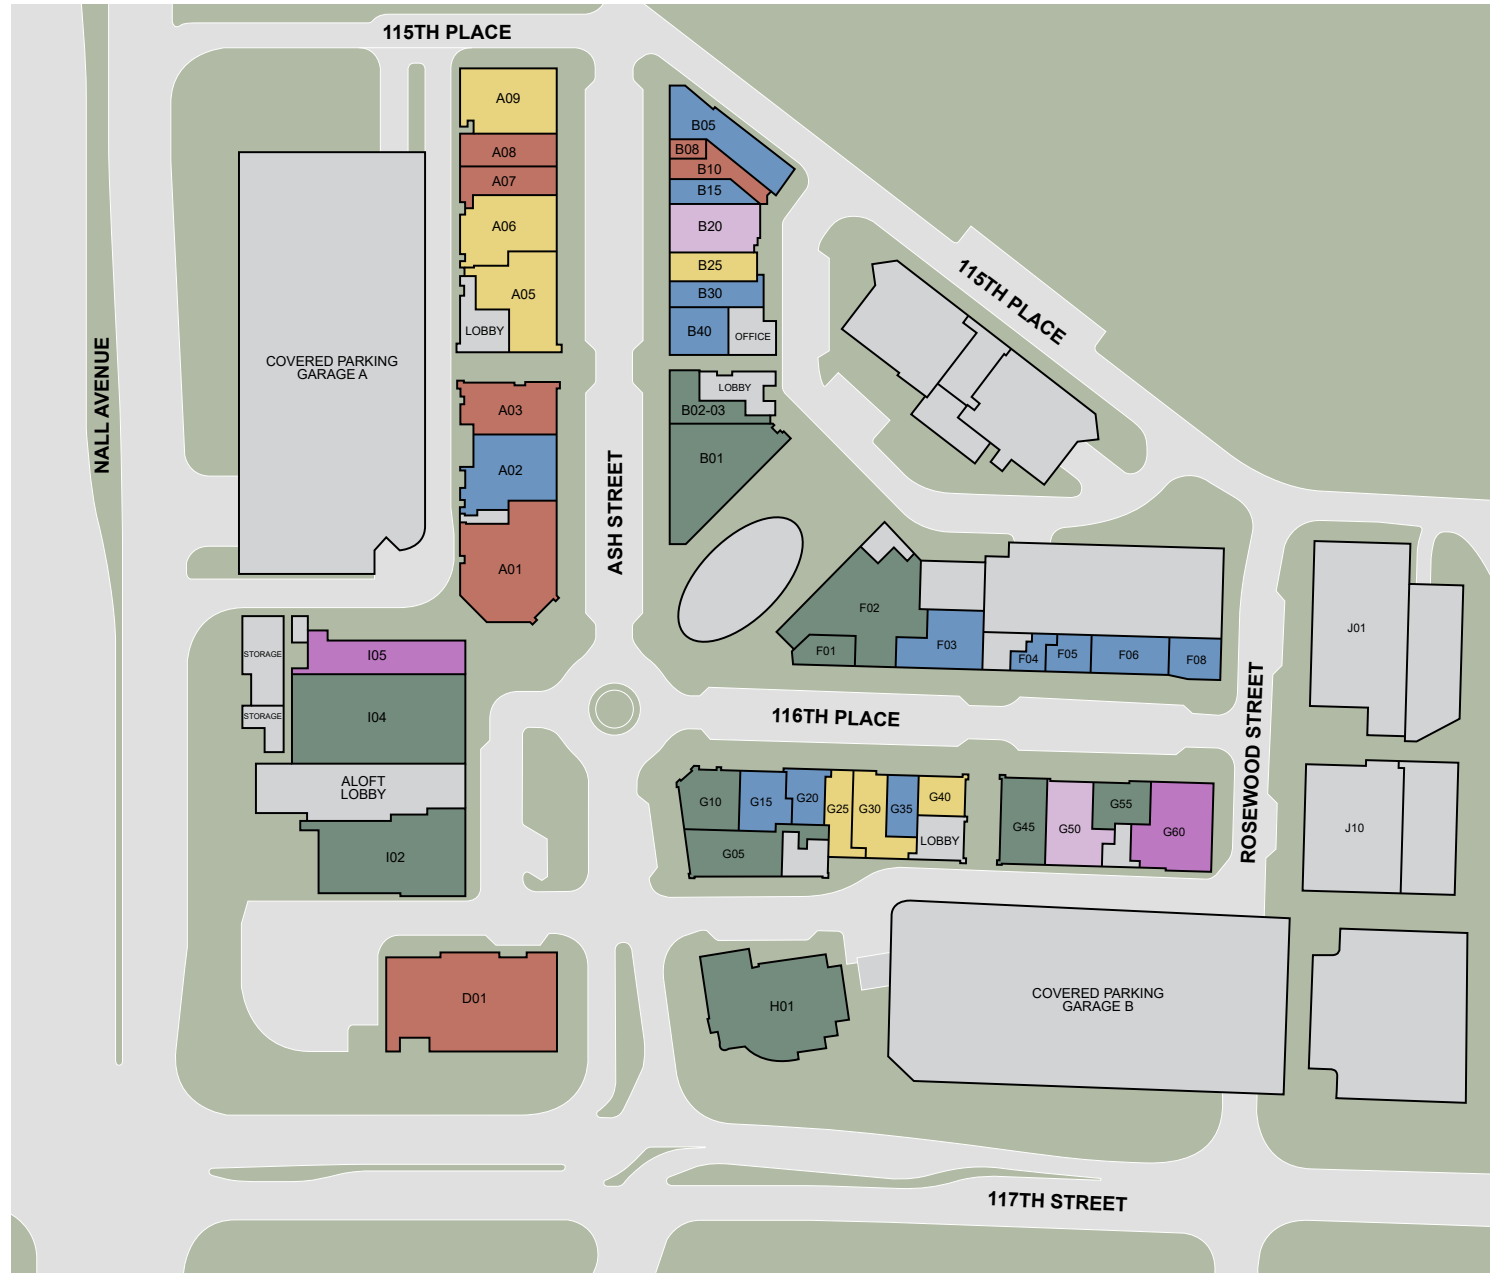 115TH PLACE
A09
A08
A07
A06
A05
LOBBY
B05
B08
B10
B15
B20
B25
B30
B40
OFFICE
115TH PLACE
NALL AVENUE
COVERED PARKING
GARAGE A
A03
A02
A01
ASH STREET
LOBBY
B02-03
B01
F02
F01
F03
F04
F05
F06
F08
J01
STORAGE
I05
STORAGE
I04
ALOFT
LOBBY
I02
116TH PLACE
ROSEWOOD STREET
G10
G15
G20
G25
G30
G35
G40
LOBBY
G05
G45
G50
G55
G60
J10
D01
H01
COVERED PARKING
GARAGE B
117TH STREET